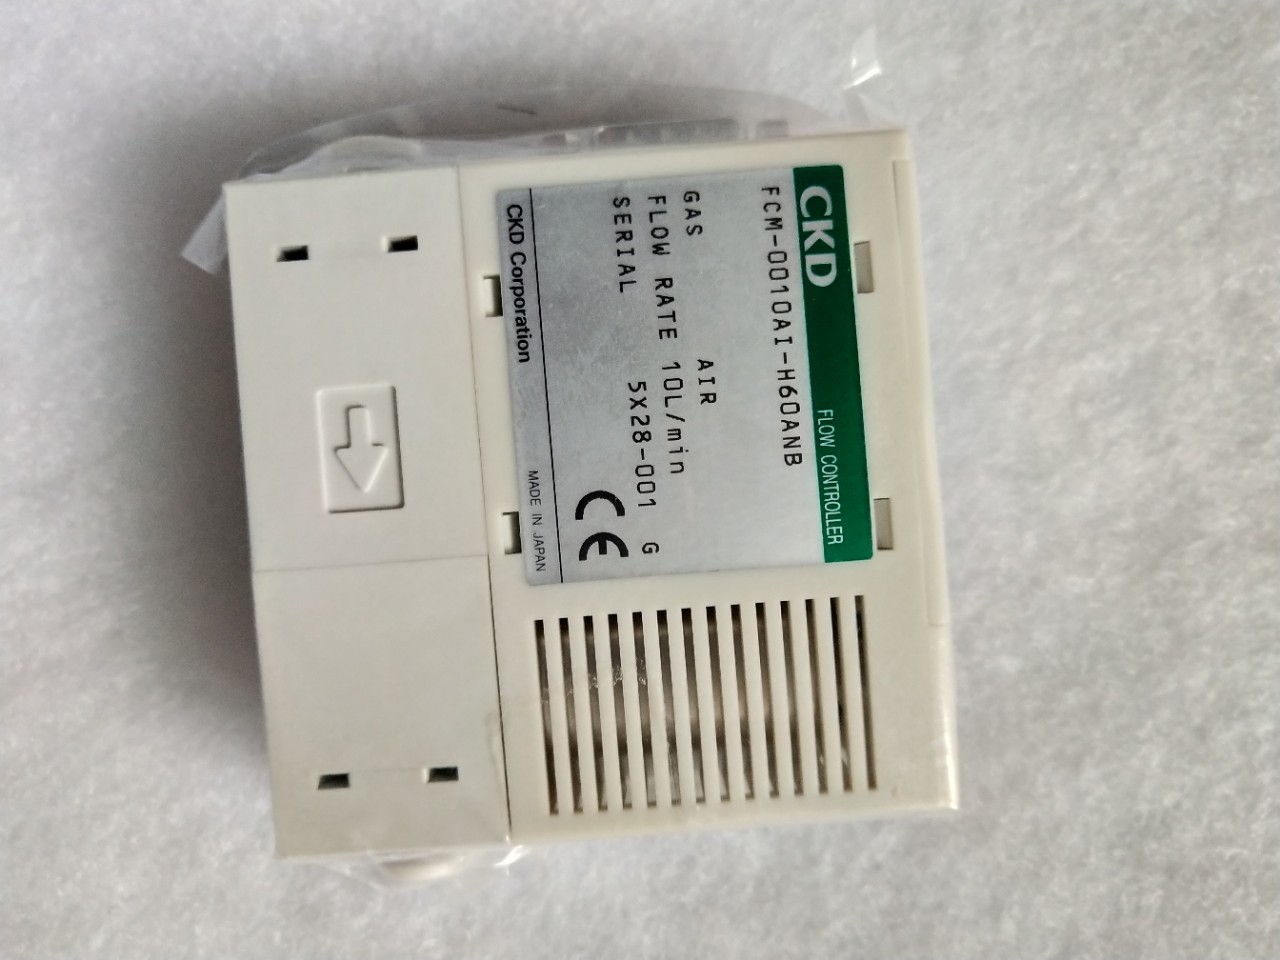 CKD FLOW CONTROLLER
FCM-0010AI-H60ANB
GAS AIR
FLOW RATE 10L/min
SERIAL 5X28-001 G
CE
CKD Corporation MADE IN JAPAN